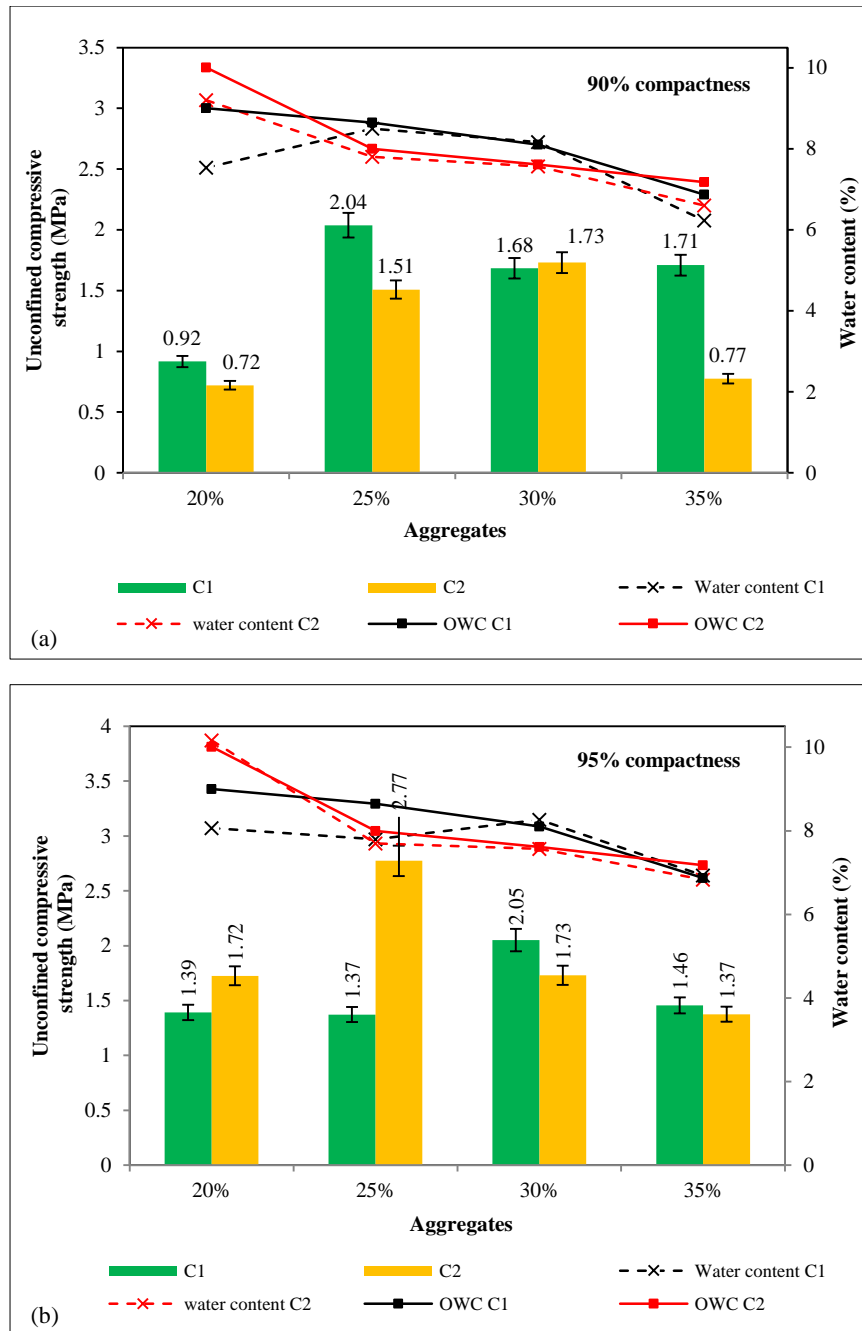 90% compactness
Unconfined compressive
strength (MPa)
Water content (%)
3.5
3
2.5
2
1.5
1
0.5
0
10
8
6
4
2
0
0.92
0.72
2.04
1.51
1.68
1.73
1.71
0.77
20%
25%
30%
35%
Aggregates
C1
C2
Water content C1
water content C2
OWC C1
OWC C2
(a)
95% compactness
Unconfined compressive
strength (MPa)
Water content (%)
4
3.5
3
2.5
2
1.5
1
0.5
0
10
8
6
4
2
0
1.39
1.72
1.37
2.77
2.05
1.73
1.46
1.37
20%
25%
30%
35%
Aggregates
C1
C2
Water content C1
water content C2
OWC C1
OWC C2
(b)